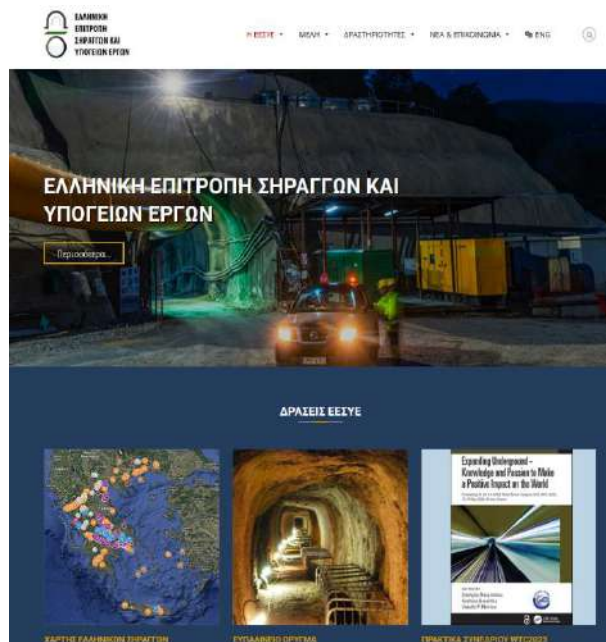 ΕΛΛΗΝΙΚΗ
ΕΠΙΤΡΟΠΗ
ΣΗΡΑΓΓΩΝ ΚΑΙ
ΥΠΟΓΕΙΩΝ ΕΡΓΩΝ
Η ΕΕΣΥΕ
ΜΕΛΗ
ΔΡΑΣΤΗΡΙΟΤΗΤΕΣ
ΝΕΑ & ΕΠΙΚΟΙΝΩΝΙΑ
ENG
ΕΛΛΗΝΙΚΗ ΕΠΙΤΡΟΠΗ ΣΗΡΑΓΓΩΝ ΚΑΙ
ΥΠΟΓΕΙΩΝ ΕΡΓΩΝ
Περισσότερα...
ΔΡΑΣΕΙΣ ΕΕΣΥΕ
Expanding Underground –
Knowledge and Passion to Make
a Positive Impact on the World
ΧΑΡΤΗΣ ΕΛΛΗΝΙΚΩΝ ΣΗΡΑΓΓΩΝ
ΕΥΠΑΛΙΝΕΙΟ ΟΡΥΓΜΑ
ΠΡΑΚΤΙΚΑ ΣΥΝΕΔΡΙΟΥ WTC2023